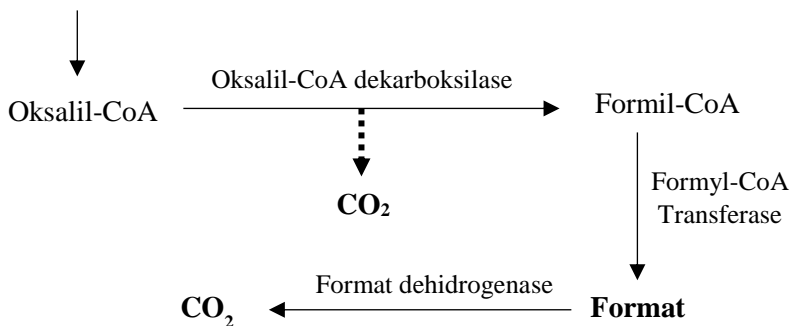 Oksalil-CoA dekarboksilase
Oksalil-CoA
Formil-CoA
CO₂
Formyl-CoA
Transferase
Format dehidrogenase
CO₂
Format